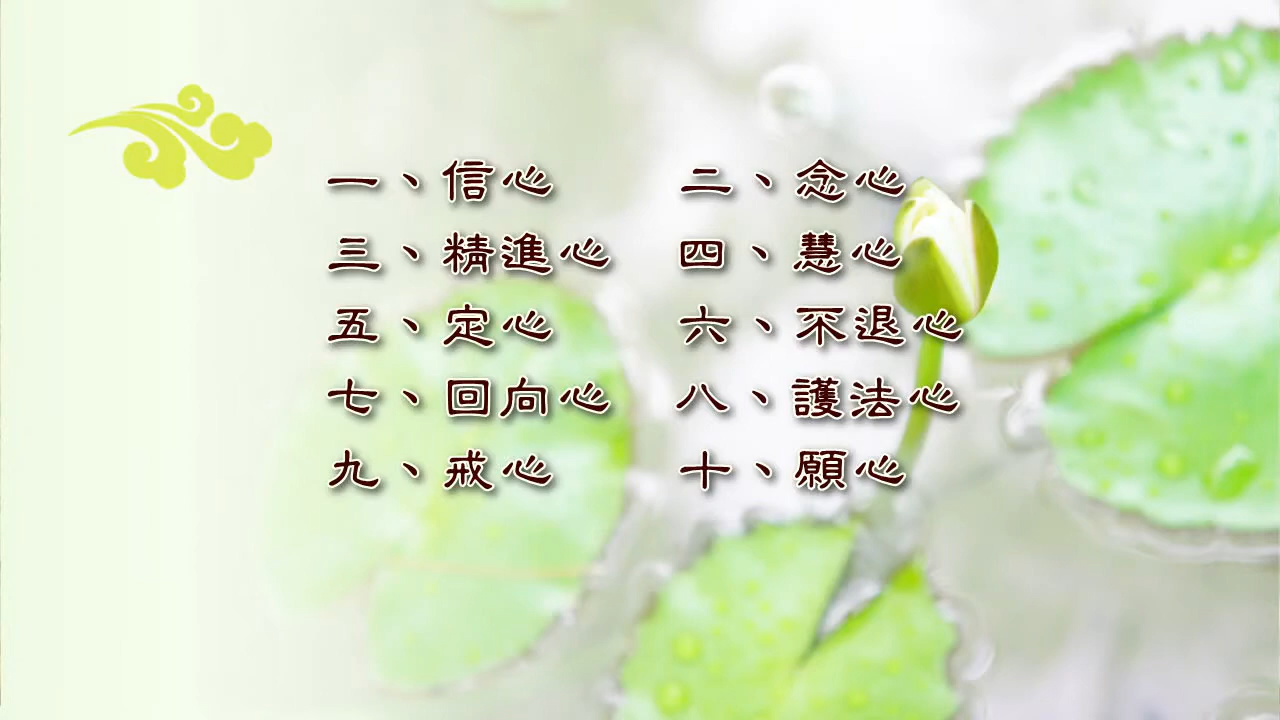 一、信心 二、念心
三、精進心 四、慧心
五、定心 六、不退心
七、回向心 八、護法心
九、戒心 十、願心